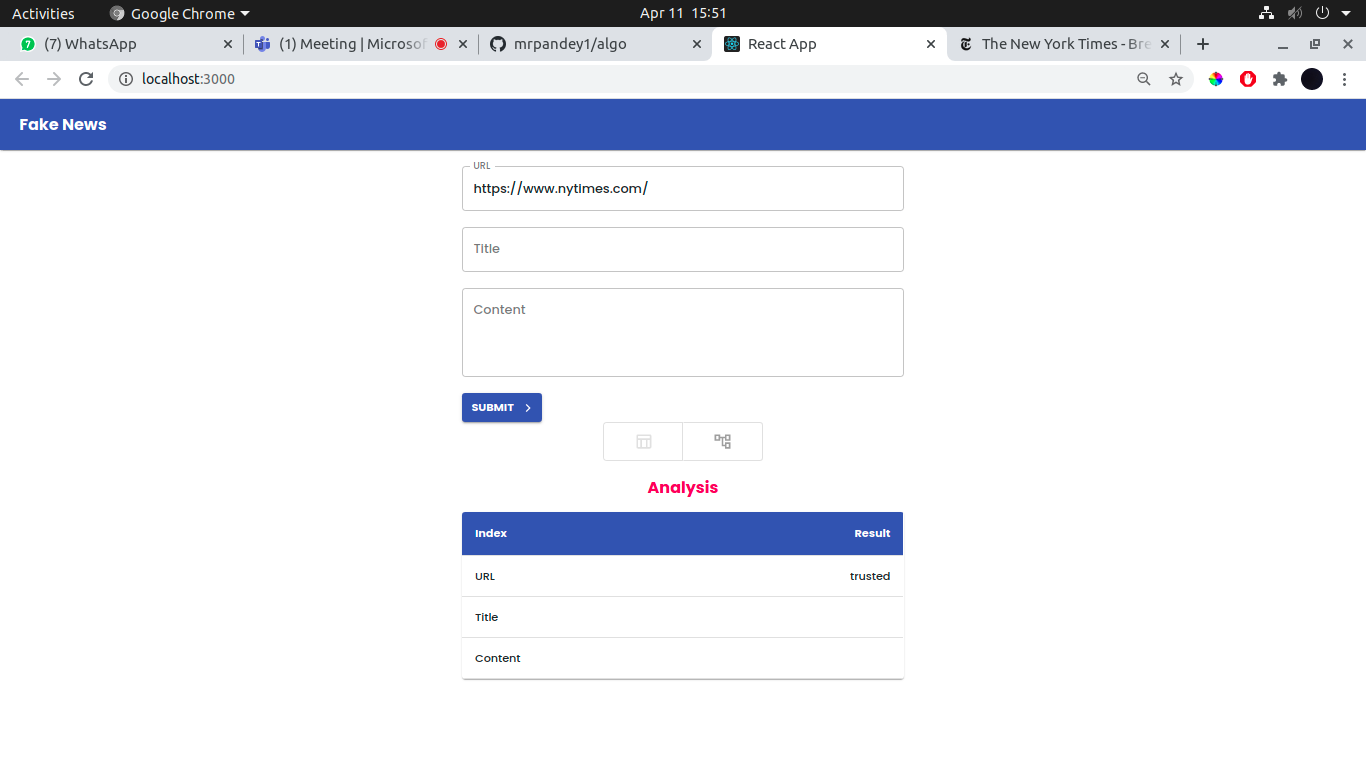 Activities Google Chrome Apr 11 15:51
(7) WhatsApp (1) Meeting | Microsof mrpandey1/algo React App The New York Times - Bre
localhost:3000
Fake News
URL
https://www.nytimes.com/
Title
Content
SUBMIT
Analysis
Index Result
URL trusted
Title
Content